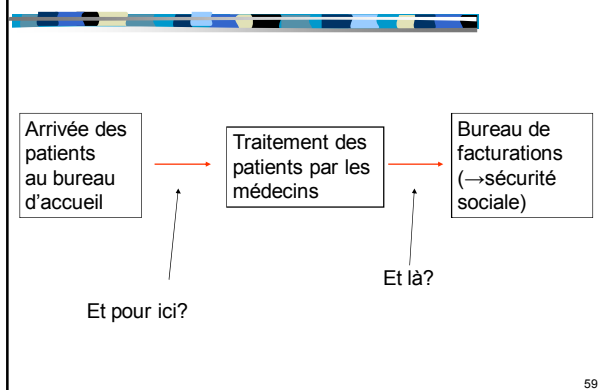 Arrivée des
patients
au bureau
d'accueil
Traitement des
patients par les
médecins
Bureau de
facturations
(→sécurité
sociale)
Et là?
Et pour ici?
59